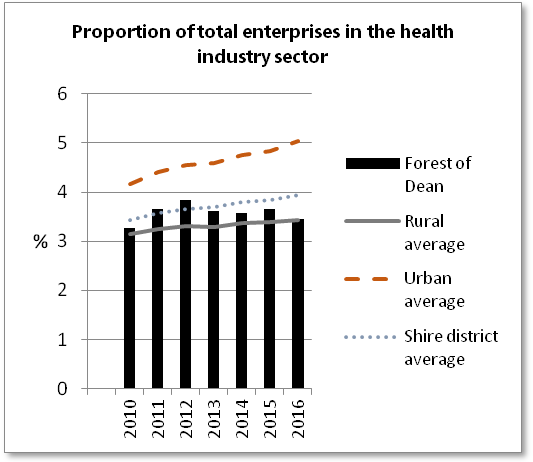 Proportion of total enterprises in the health
industry sector
6
5
4
3
2
1
0
%
2010
2011
2012
2013
2014
2015
2016
Forest of
Dean
Rural
average
Urban
average
Shire district
average